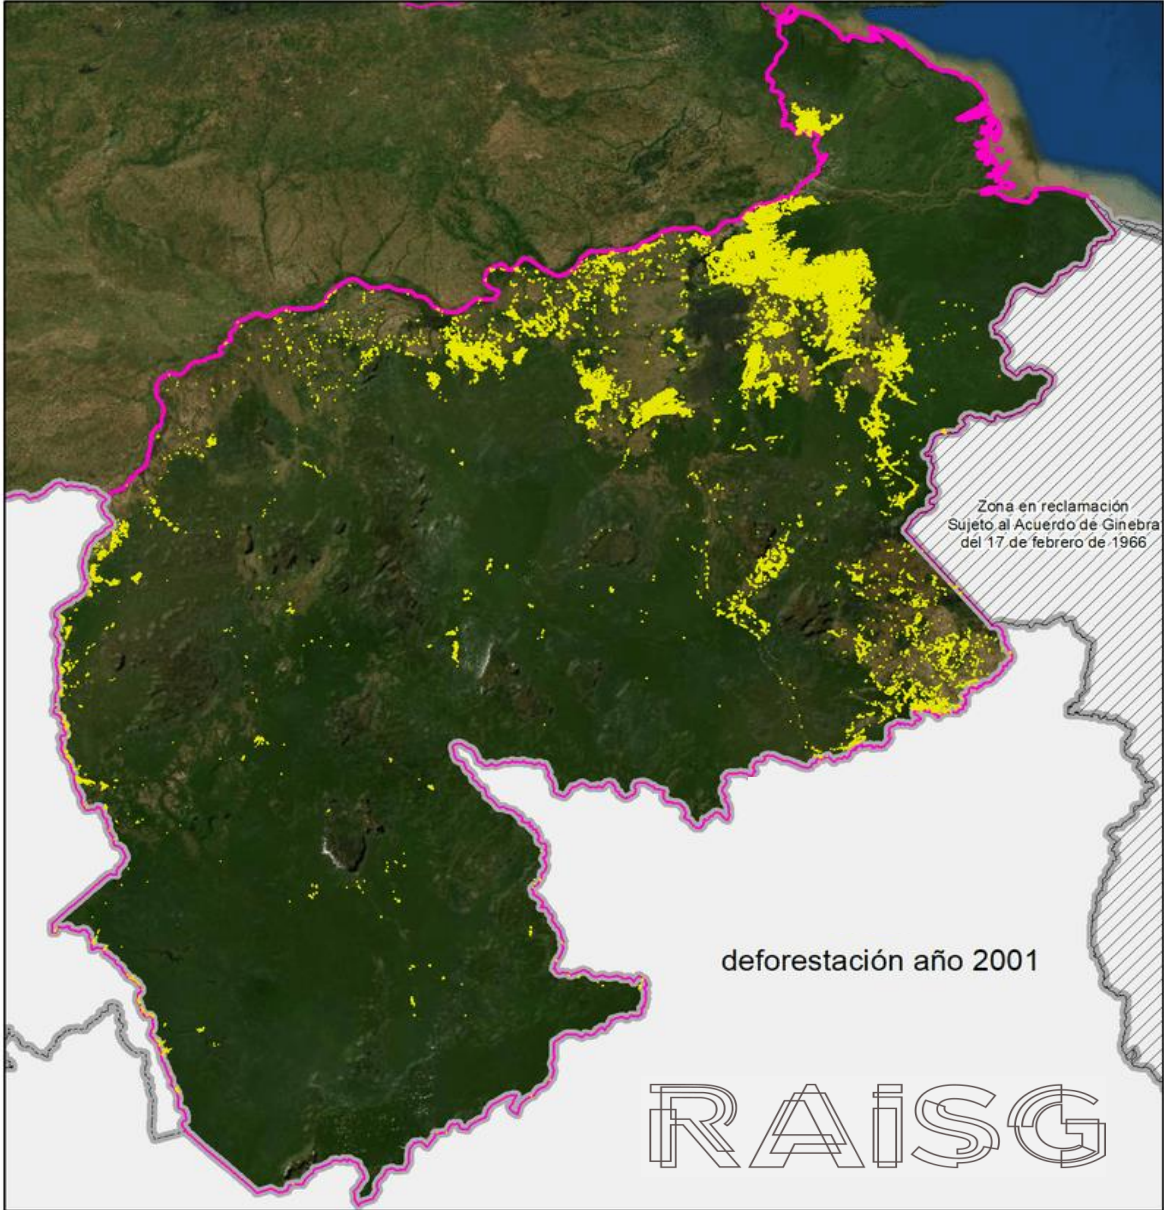 Zona en reclamación
Sujeto al Acuerdo de Ginebra
del 17 de febrero de 1966
deforestación año 2001
RAiSG